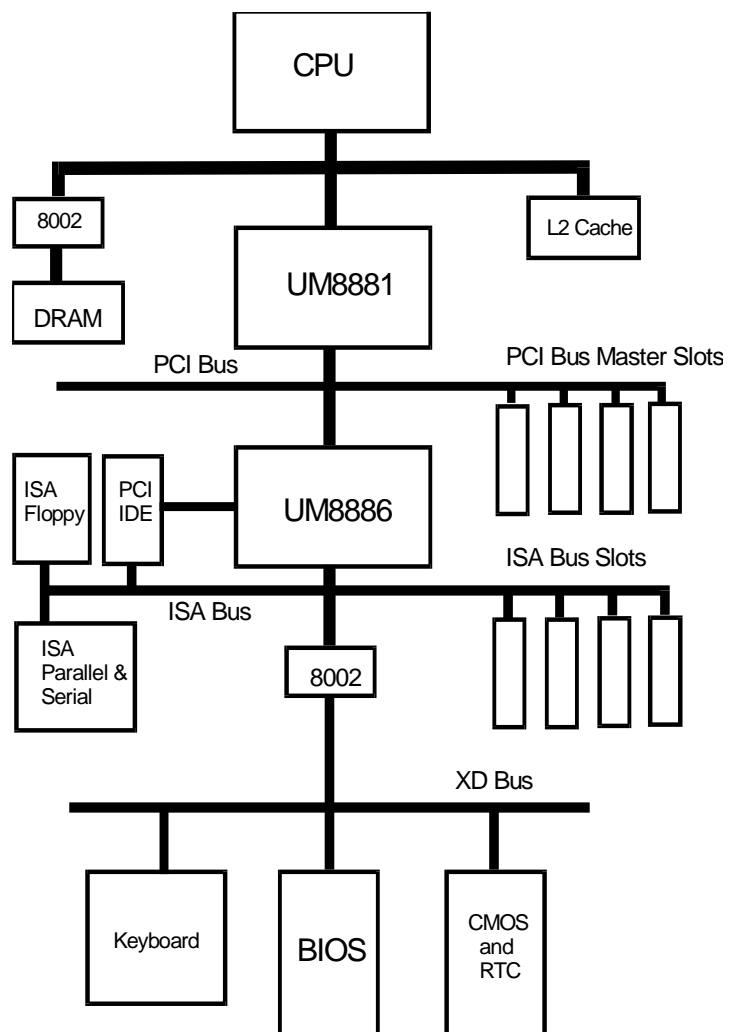 CPU
8002
L2 Cache
UM8881
DRAM
PCI Bus
PCI Bus Master Slots
ISA
Floppy
PCI
IDE
UM8886
ISA Bus Slots
ISA Bus
ISA
Parallel &
Serial
8002
XD Bus
Keyboard
BIOS
CMOS
and
RTC